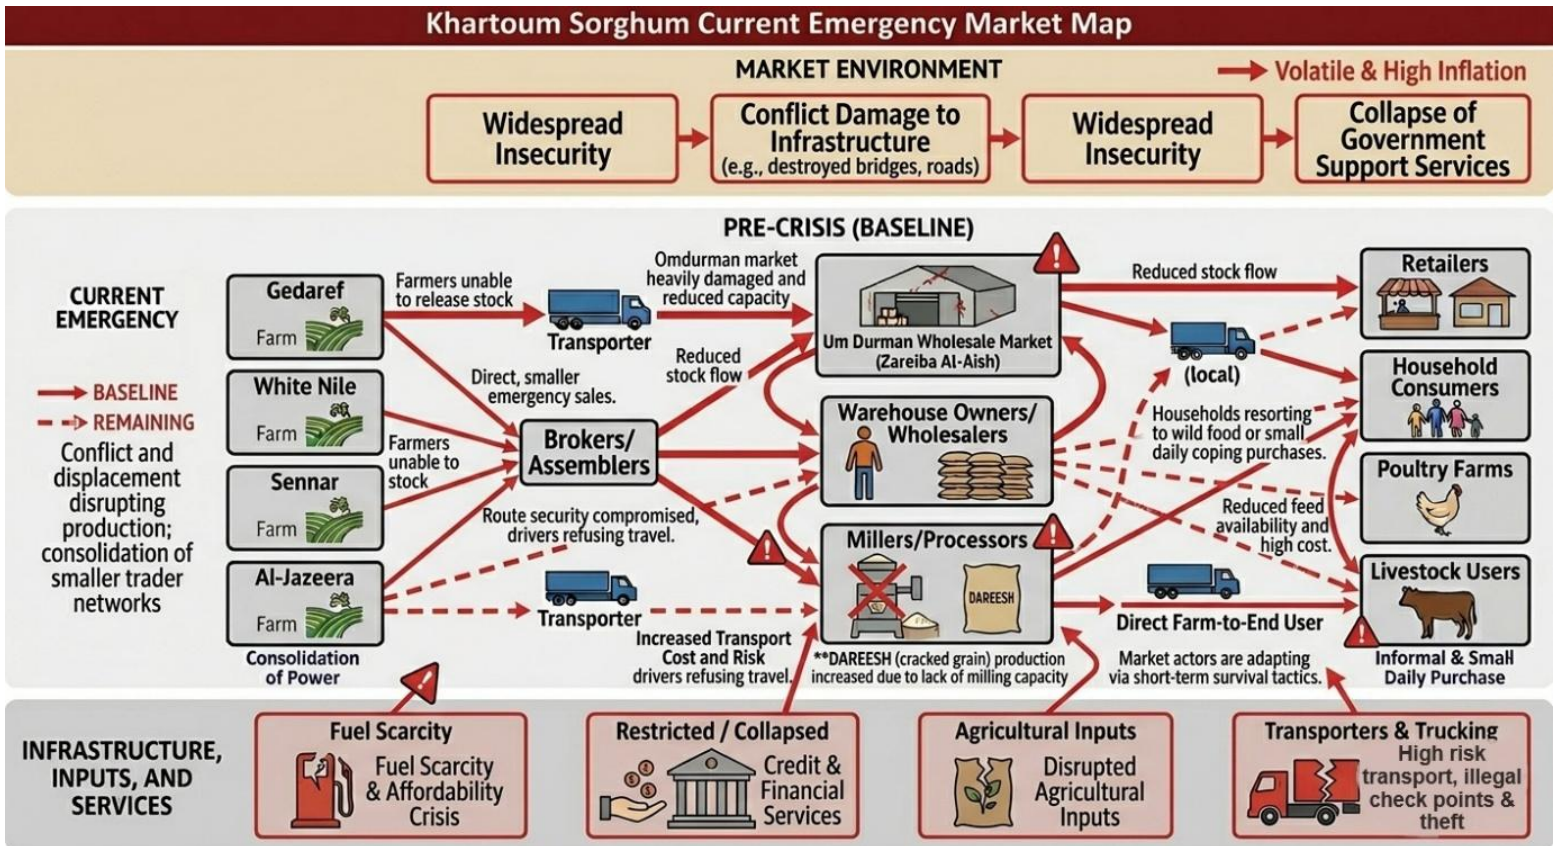 Khartoum Sorghum Current Emergency Market Map
MARKET ENVIRONMENT
Volatile & High Inflation
Widespread
Insecurity
Conflict Damage to
Infrastructure
(e.g., destroyed bridges, roads)
Widespread
Insecurity
Collapse of
Government
Support Services
PRE-CRISIS (BASELINE)
CURRENT
EMERGENCY
BASELINE
REMAINING
Conflict and
displacement
disrupting
production;
consolidation of
smaller trader
networks
Gedaref
Farm
White Nile
Farm
Sennar
Farm
Al-Jazeera
Farm
Consolidation
of Power
Farmers unable
to release stock
Transporter
Omdurman market
heavily damaged and
reduced capacity
Direct, smaller
emergency sales.
Reduced
stock flow
Farmers
unable to
stock
Brokers/
Assemblers
Route security compromised,
drivers refusing travel.
Transporter
Increased Transport
Cost and Risk
drivers refusing travel.
Um Durman Wholesale Market
(Zareiba Al-Aish)
Warehouse Owners/
Wholesalers
Millers/Processors
DAREESH
**DAREESH (cracked grain) production
increased due to lack of milling capacity
Reduced stock flow
(local)
Households resorting
to wild food or small
daily coping purchases.
Reduced feed
availability and
high cost.
Direct Farm-to-End User
Market actors are adapting
via short-term survival tactics.
Retailers
Household
Consumers
Poultry Farms
Livestock Users
Informal & Small
Daily Purchase
INFRASTRUCTURE,
INPUTS, AND
SERVICES
Fuel Scarcity
Fuel Scarcity
& Affordability
Crisis
Restricted / Collapsed
Credit &
Financial
Services
Agricultural Inputs
Disrupted
Agricultural
Inputs
Transporters & Trucking
High risk
transport, illegal
check points &
theft